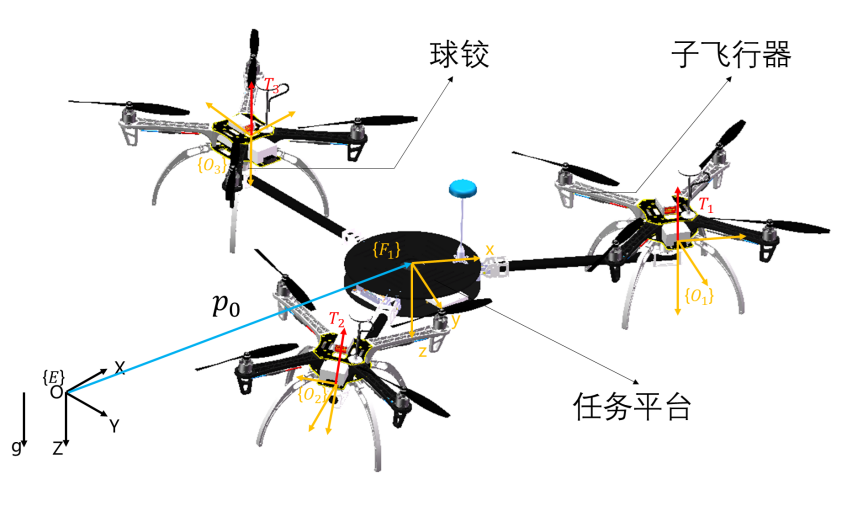 球铰
子飞行器
T₃
{O₃}
T₁
{F₁}
x
{O₁}
p₀
T₂
y
z
{E}
O
X
{O₂}
Y
任务平台
g
Z